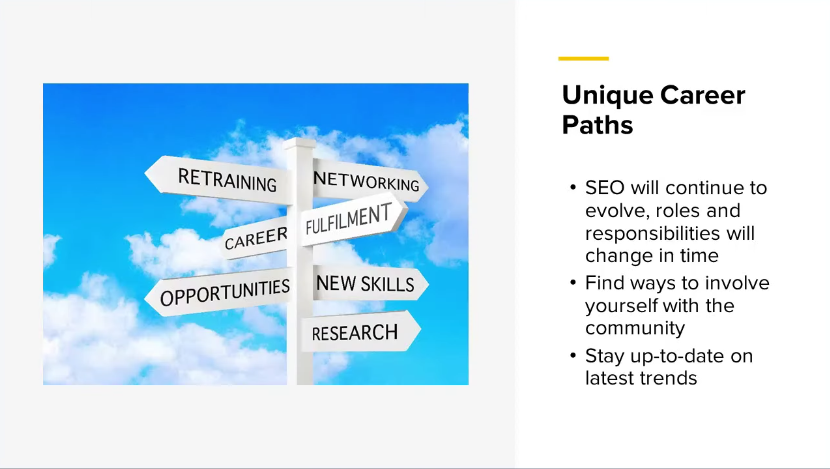 RETRAINING
NETWORKING
FULFILMENT
CAREER
OPPORTUNITIES
NEW SKILLS
RESEARCH
Unique Career
Paths
• SEO will continue to
evolve, roles and
responsibilities will
change in time
• Find ways to involve
yourself with the
community
• Stay up-to-date on
latest trends